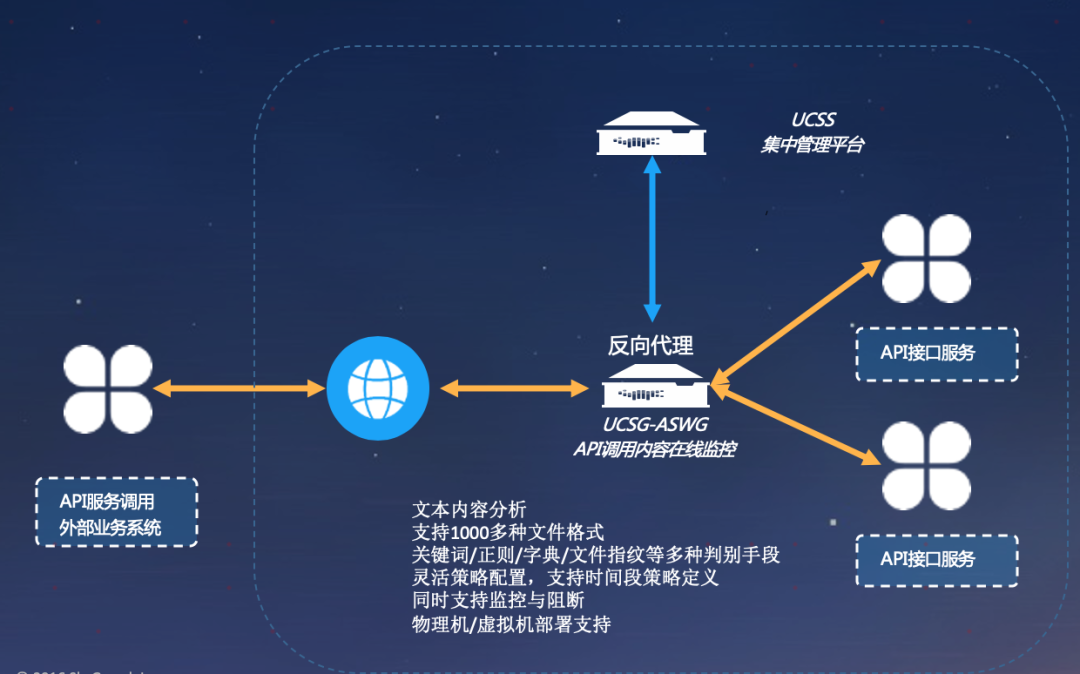 UCSS
集中管理平台
反向代理
UCSG-ASWG
API调用内容在线监控
API接口服务
API接口服务
API服务调用
外部业务系统
文本内容分析
支持1000多种文件格式
关键词/正则/字典/文件指纹等多种判别手段
灵活策略配置，支持时间段策略定义
同时支持监控与阻断
物理机/虚拟机部署支持